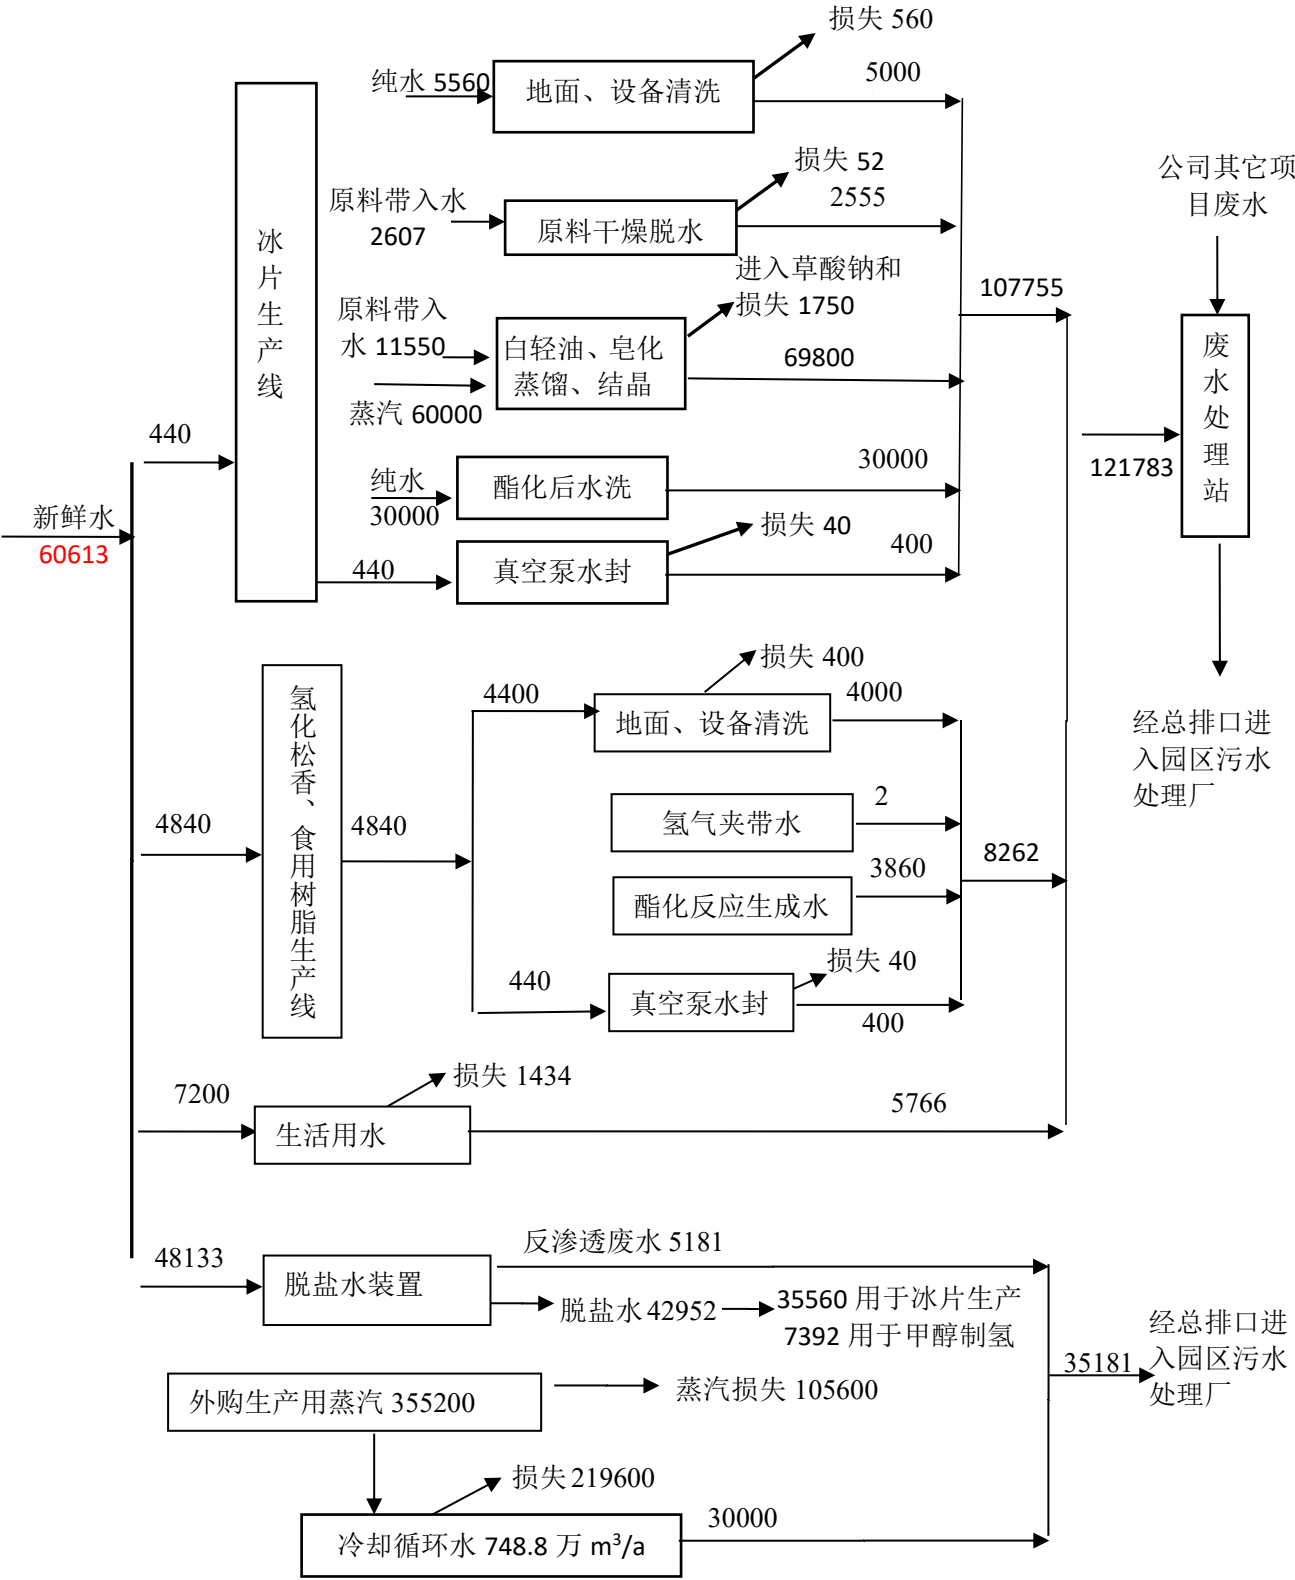 损失 560
纯水 5560
地面、设备清洗
5000
损失 52
原料带入水
2607
原料干燥脱水
2555
公司其它项
目废水
冰片生产线
进入草酸钠和
损失 1750
原料带入
水 11550
白轻油、皂化
蒸馏、结晶
69800
蒸汽 60000
107755
废水处理站
440
纯水
30000
酯化后水洗
30000
121783
新鲜水
60613
损失 40
440
真空泵水封
400
氢化松香、食用树脂生产线
损失 400
4400
地面、设备清洗
4000
经总排口进
入园区污水
处理厂
氢气夹带水
2
4840
4840
8262
酯化反应生成水
3860
损失 40
440
真空泵水封
400
7200
损失 1434
生活用水
5766
48133
脱盐水装置
反渗透废水 5181
脱盐水 42952
35560 用于冰片生产
7392 用于甲醇制氢
经总排口进
入园区污水
处理厂
35181
外购生产用蒸汽 355200
蒸汽损失 105600
损失 219600
冷却循环水 748.8 万 m³/a
30000